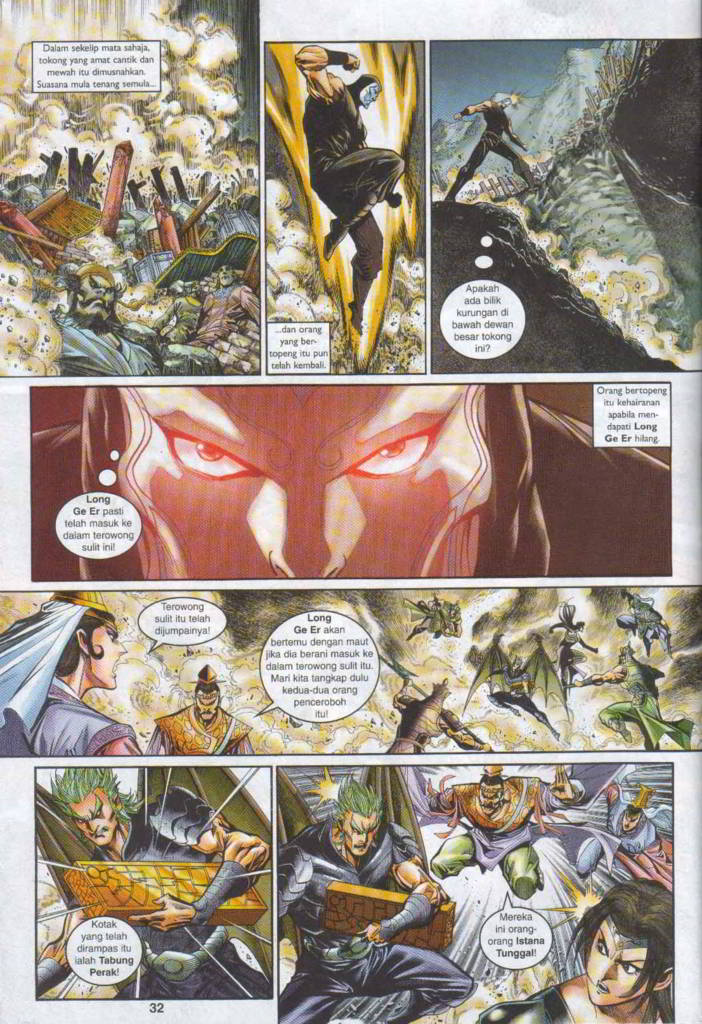 Dalam sekelip mata sahaja,
tokong yang amat cantik dan
mewah itu dimusnahkan.
Suasana mula tenang semula...
...dan orang
yang ber-
topeng itu pun
telah kembali.
Apakah
ada bilik
kurungan di
bawah dewan
besar tokong
ini?
Orang bertopeng
itu kehairanan
apabila men-
dapati Long
Ge Er hilang.
Long
Ge Er pasti
telah masuk ke
dalam terowong
sulit ini!
Terowong
sulit itu telah
dijumpainya!
Long
Ge Er akan
bertemu dengan maut
jika dia berani masuk ke
dalam terowong sulit itu.
Mari kita tangkap dulu
kedua-dua orang
penceroboh
itu!
Kotak
yang telah
dirampas itu
ialah Tabung
Perak!
Mereka
ini orang-
orang Istana
Tunggal!
32